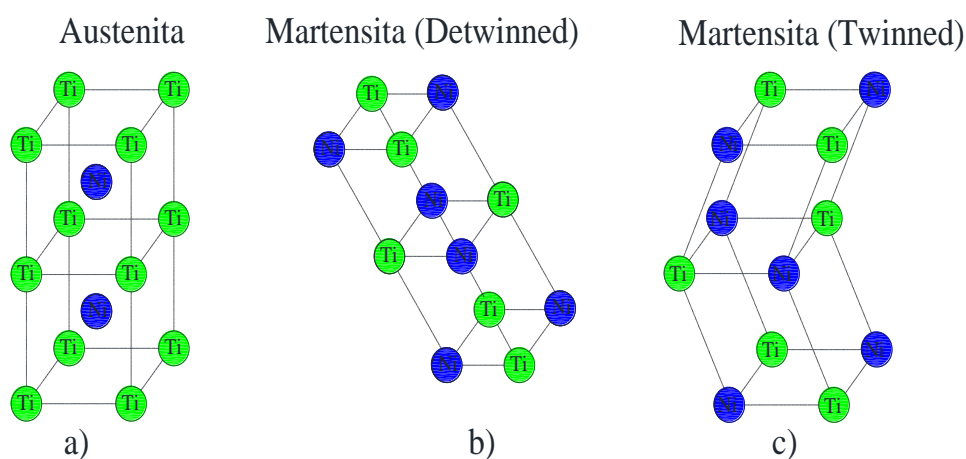 Austenita Martensita (Detwinned) Martensita (Twinned)
Ti Ti Ti Ni Ti Ni
Ti Ti Ni Ti Ni Ti
Ni
Ni Ti
Ti Ti Ni Ti
Ti Ni
Ti Ti Ti Ni
Ni Ti Ni
Ti Ti Ti Ni
Ni Ti
Ti Ti Ni Ti
a) b) c)